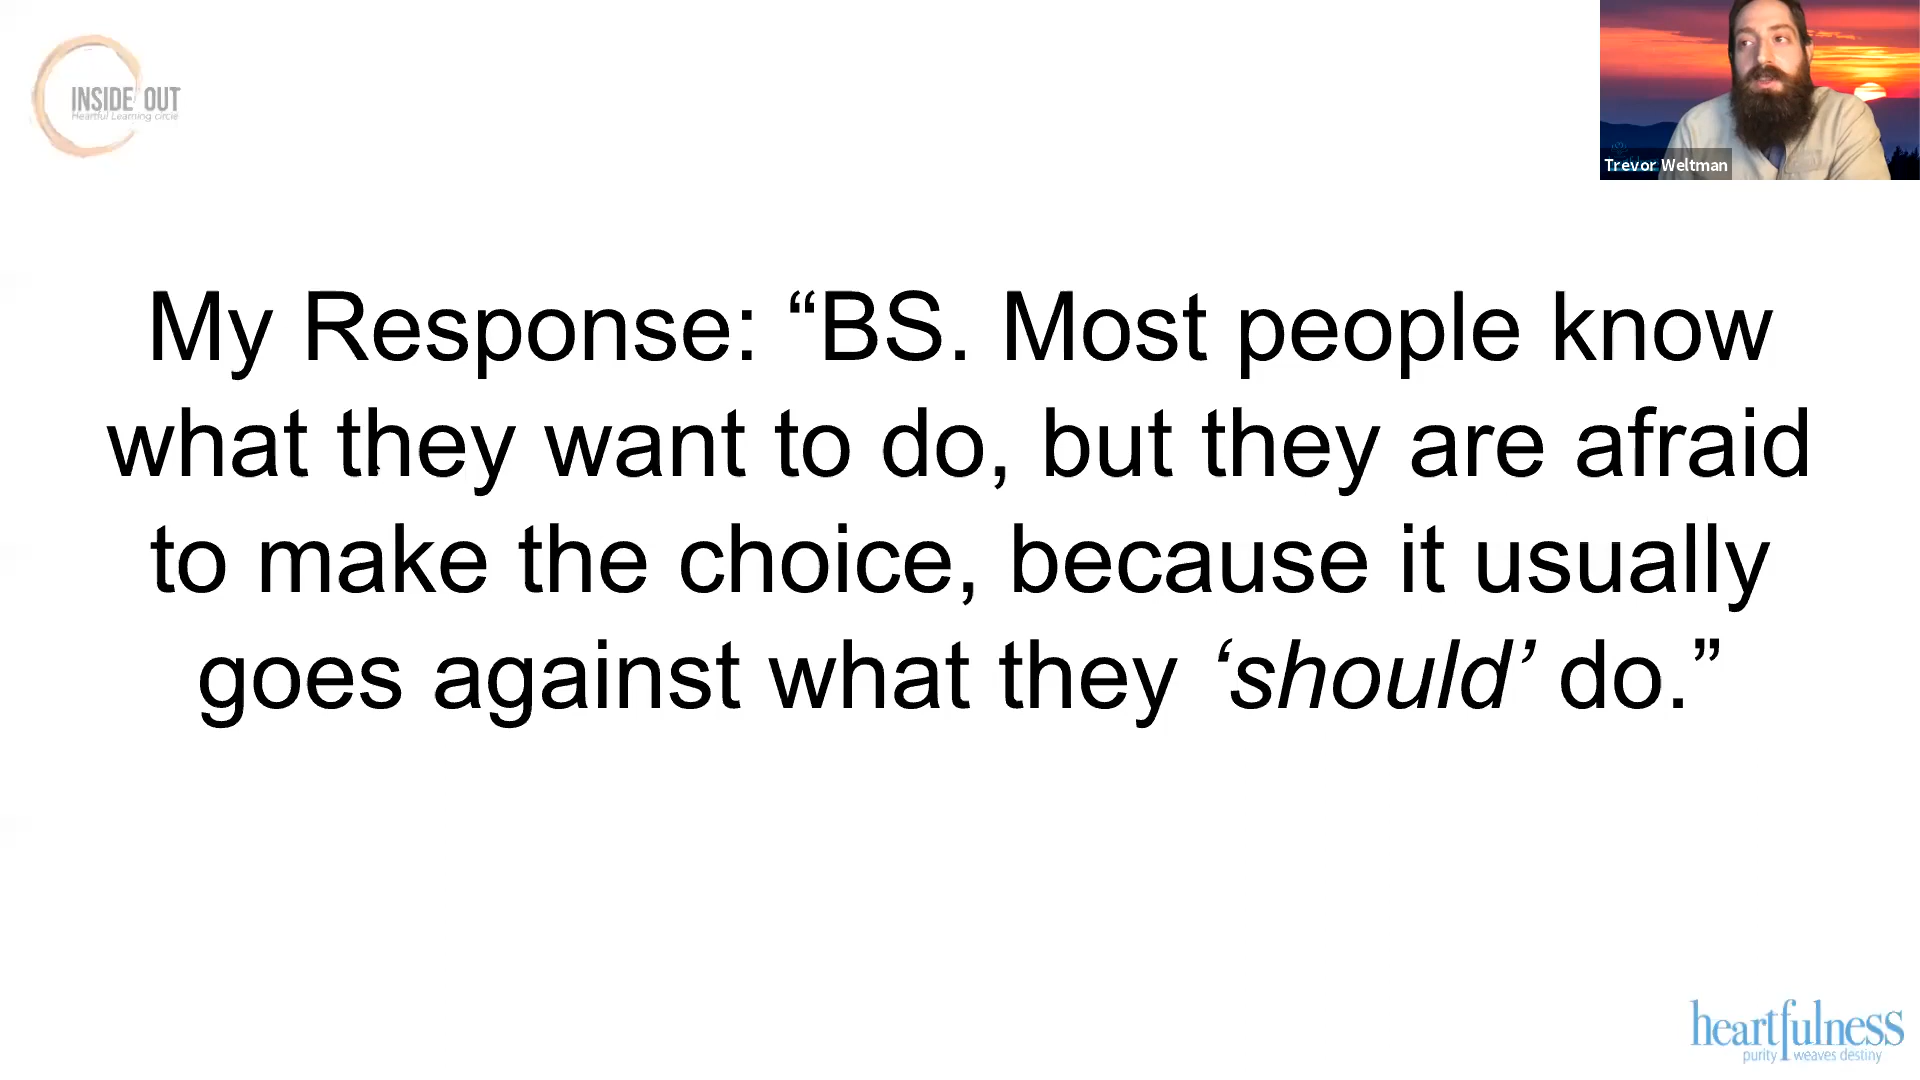 INSIDE OUT
Heartful Learning circle
Trevor Weltman
My Response: “BS. Most people know
what they want to do, but they are afraid
to make the choice, because it usually
goes against what they ‘should’ do.”
heartfulness
purity weaves destiny